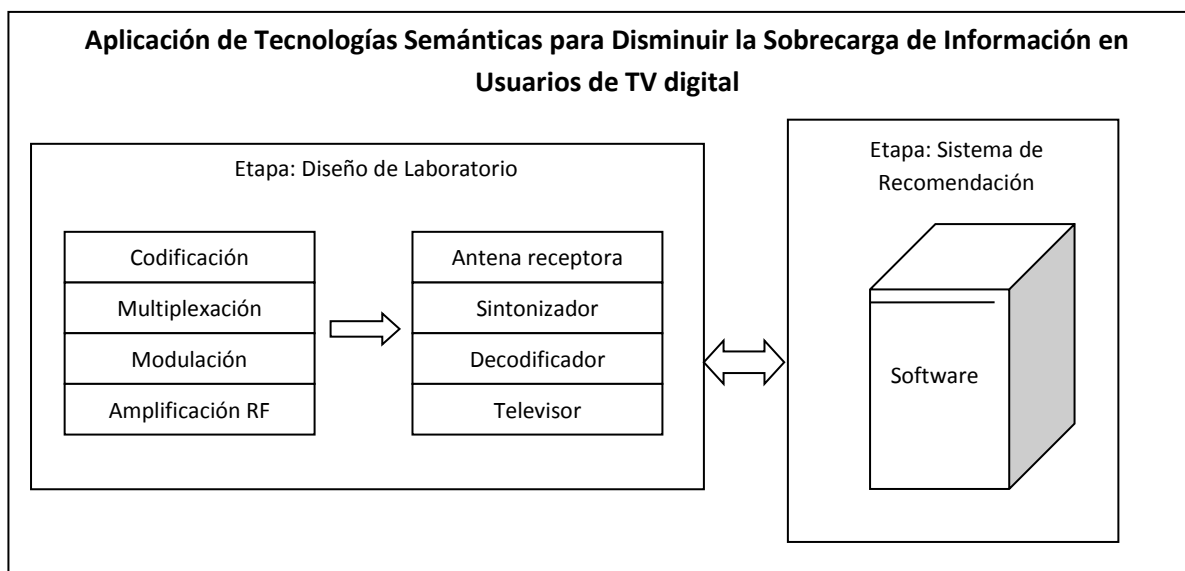 Aplicación de Tecnologías Semánticas para Disminuir la Sobrecarga de Información en
Usuarios de TV digital
Etapa: Diseño de Laboratorio
Codificación
Multiplexación
Modulación
Amplificación RF
Antena receptora
Sintonizador
Decodificador
Televisor
Etapa: Sistema de
Recomendación
Software